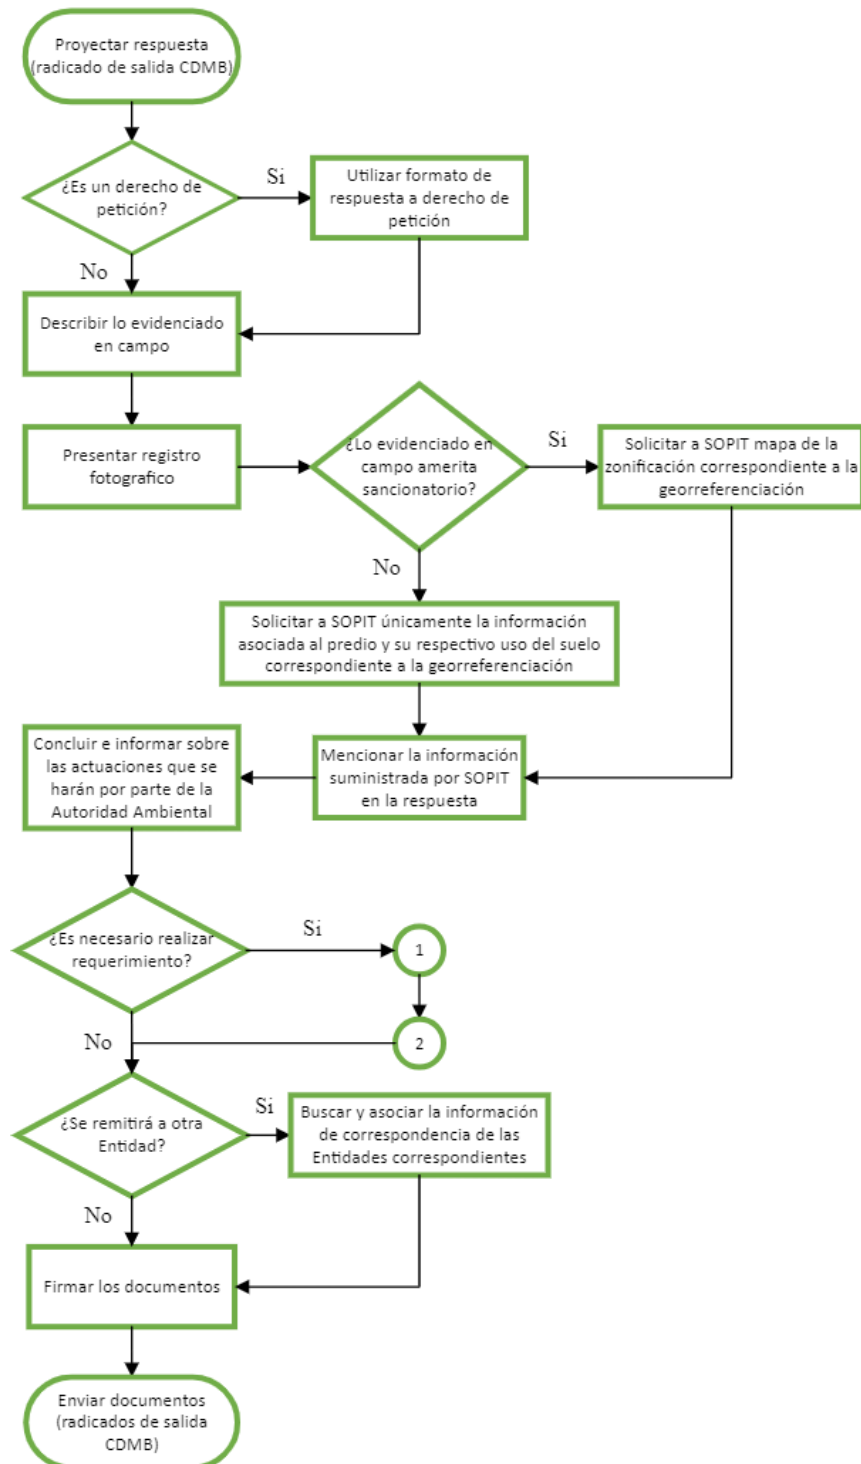 Proyectar respuesta
(radicado de salida CDMB)
¿Es un derecho de
petición?
Si
Utilizar formato de
respuesta a derecho de
petición
No
Describir lo evidenciado
en campo
Presentar registro
fotografico
¿Lo evidenciado en
campo amerita
sancionatorio?
Si
Solicitar a SOPIT mapa de la
zonificación correspondiente a la
georreferenciación
No
Solicitar a SOPIT únicamente la información
asociada al predio y su respectivo uso del suelo
correspondiente a la georreferenciación
Mencionar la información
suministrada por SOPIT
en la respuesta
Concluir e informar sobre
las actuaciones que se
harán por parte de la
Autoridad Ambiental
¿Es necesario realizar
requerimiento?
Si
1
2
No
¿Se remitirá a otra
Entidad?
Si
Buscar y asociar la información
de correspondencia de las
Entidades correspondientes
No
Firmar los documentos
Enviar documentos
(radicados de salida
CDMB)